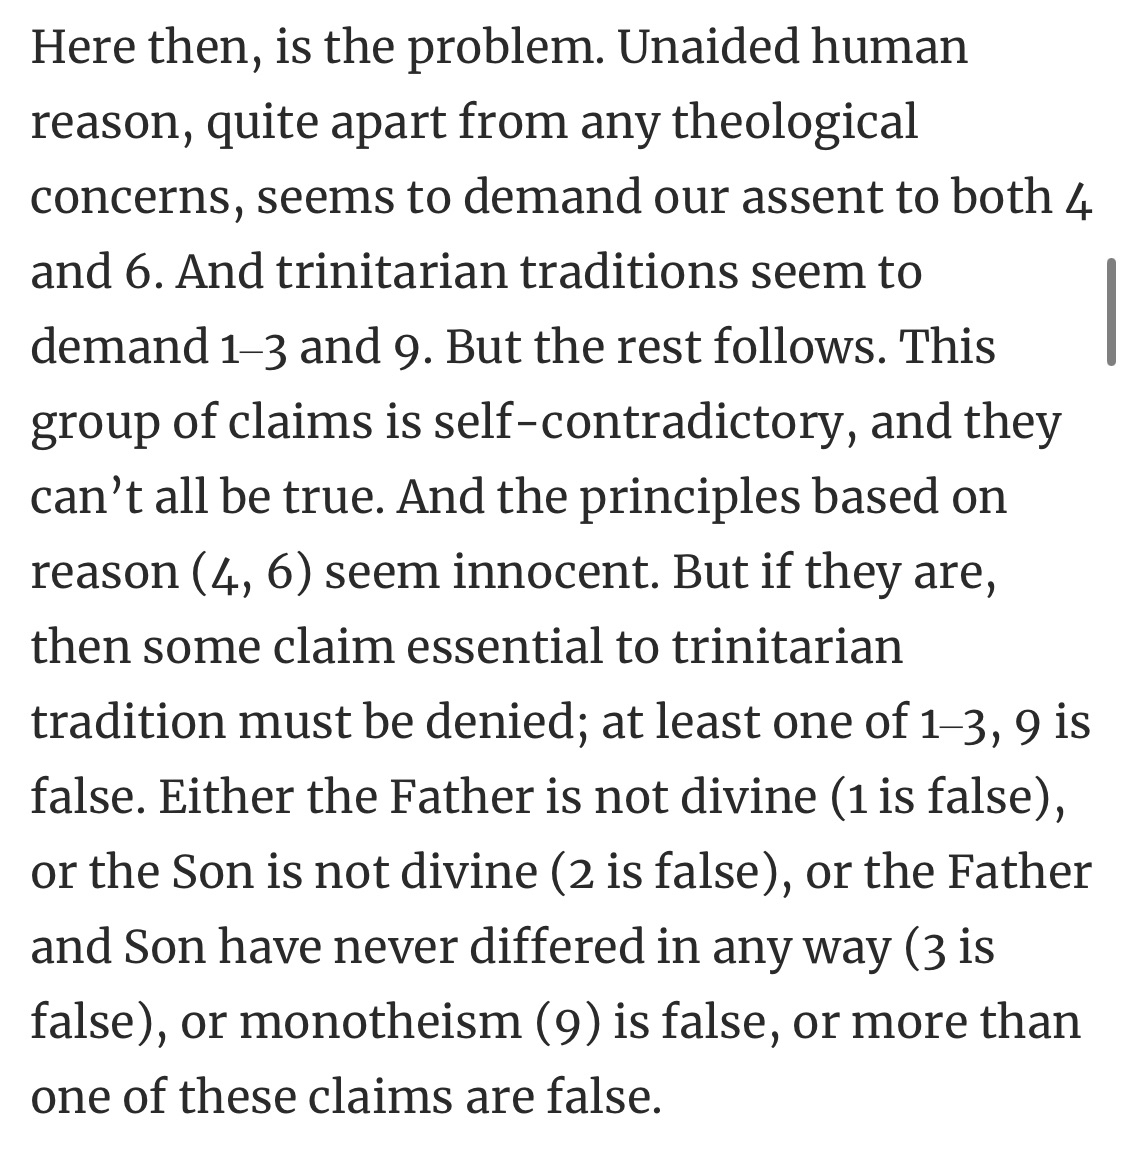 Here then, is the problem. Unaided human
reason, quite apart from any theological
concerns, seems to demand our assent to both 4
and 6. And trinitarian traditions seem to
demand 1–3 and 9. But the rest follows. This
group of claims is self-contradictory, and they
can’t all be true. And the principles based on
reason (4, 6) seem innocent. But if they are,
then some claim essential to trinitarian
tradition must be denied; at least one of 1–3, 9 is
false. Either the Father is not divine (1 is false),
or the Son is not divine (2 is false), or the Father
and Son have never differed in any way (3 is
false), or monotheism (9) is false, or more than
one of these claims are false.